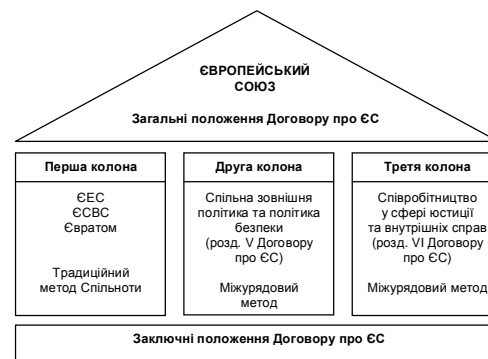 ЄВРОПЕЙСЬКИЙ
СОЮЗ
Загальні положення Договору про ЄС
Перша колона
ЄЕС
ЄСВС
Євратом
Традиційний
метод Спільноти
Друга колона
Спільна зовнішня
політика та політика
безпеки
(розд. V Договору
про ЄС)
Міжурядовий
метод
Третя колона
Співробітництво
у сфері юстиції
та внутрішніх справ
(розд. VI Договору
про ЄС)
Міжурядовий метод
Заключні положення Договору про ЄС